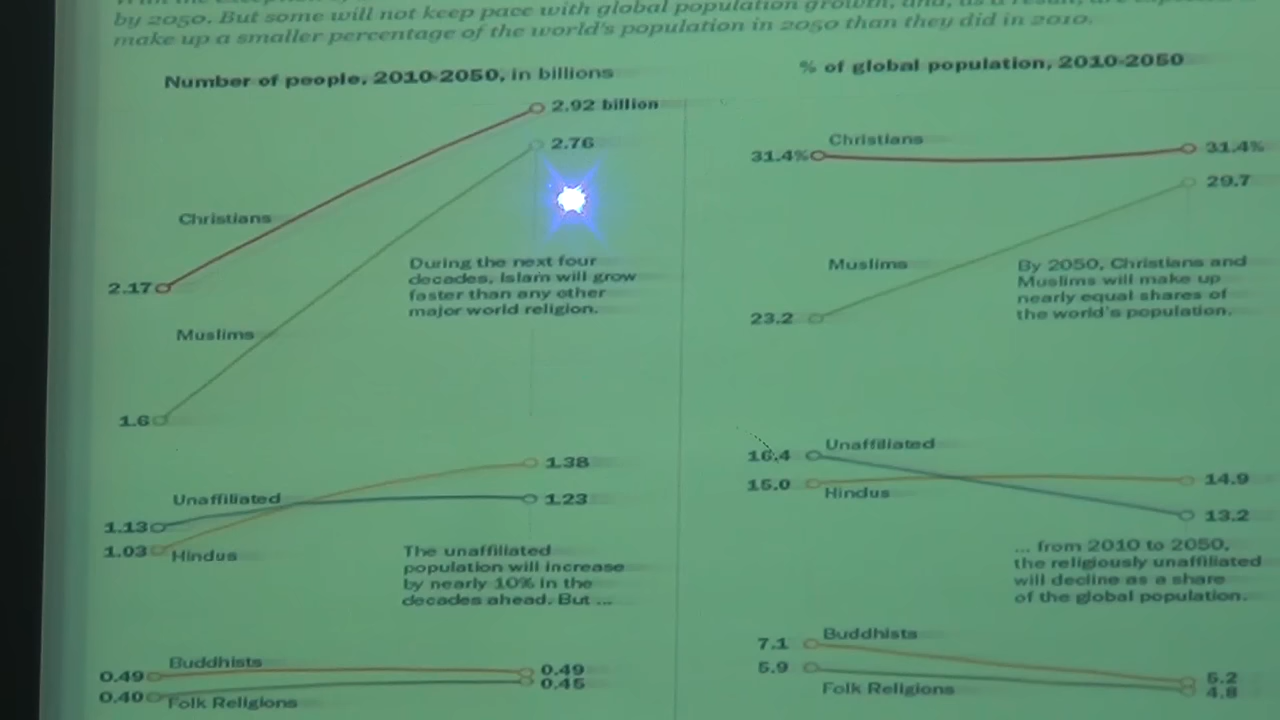 by 2050. But some will not keep pace with global population growth, and, as a result, are
make up a smaller percentage of the world's population in 2050 than they did in 2010.
Number of people, 2010-2050, in billions
2.92 billion
2.76
Christians
2.17
During the next four
decades, Islam will grow
faster than any other
major world religion.
Muslims
1.6
1.38
Unaffiliated
1.23
1.13
1.03
Hindus
The unaffiliated
population will increase
by nearly 10% in the
decades ahead. But ...
Buddhists
0.49
0.49
0.45
0.40
Folk Religions
% of global population, 2010-2050
Christians
31.4%
31.4%
29.7
Muslims
By 2050, Christians and
Muslims will make up
nearly equal shares of
the world's population.
23.2
Unaffiliated
16.4
15.0
Hindus
14.9
13.2
... from 2010 to 2050,
the religiously unaffiliated
will decline as a share
of the global population.
Buddhists
7.1
5.9
5.2
4.8
Folk Religions